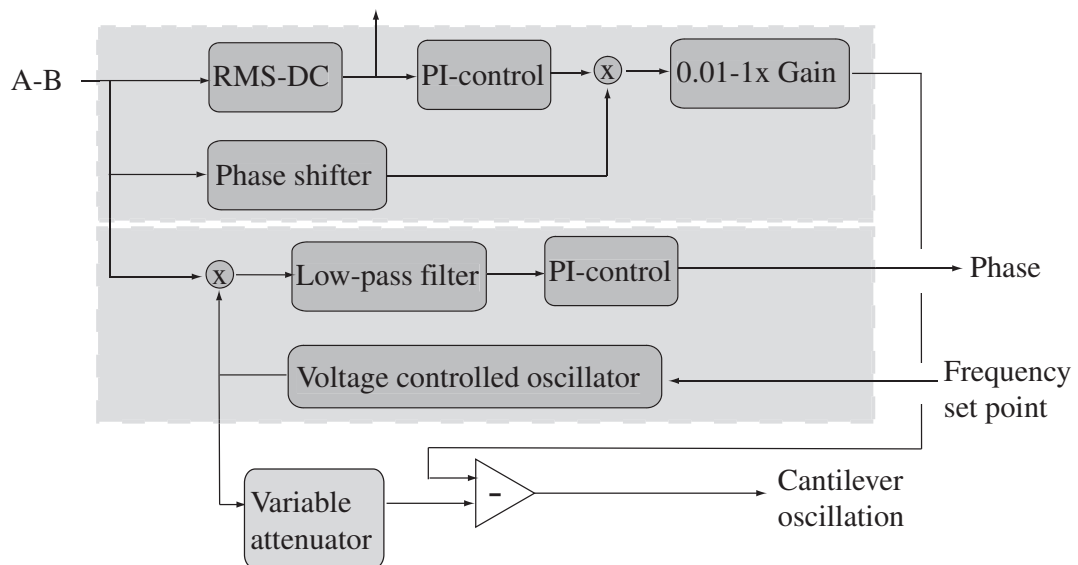 A-B
RMS-DC
PI-control
x
0.01-1x Gain
Phase shifter
x
Low-pass filter
PI-control
Phase
Voltage controlled oscillator
Frequency
set point
Variable
attenuator
-
Cantilever
oscillation